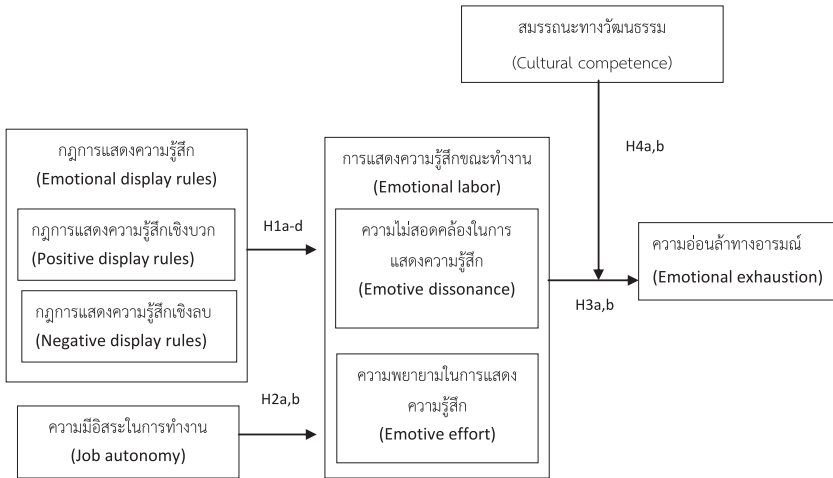 สมรรถนะทางวัฒนธรรม
(Cultural competence)
H4a,b
กฎการแสดงความรู้สึก
(Emotional display rules)
กฎการแสดงความรู้สึกเชิงบวก
(Positive display rules)
กฎการแสดงความรู้สึกเชิงลบ
(Negative display rules)
H1a-d
การแสดงความรู้สึกขณะทำงาน
(Emotional labor)
ความไม่สอดคล้องในการ
แสดงความรู้สึก
(Emotive dissonance)
ความพยายามในการแสดง
ความรู้สึก
(Emotive effort)
H3a,b
ความอ่อนล้าทางอารมณ์
(Emotional exhaustion)
H2a,b
ความมีอิสระในการทำงาน
(Job autonomy)